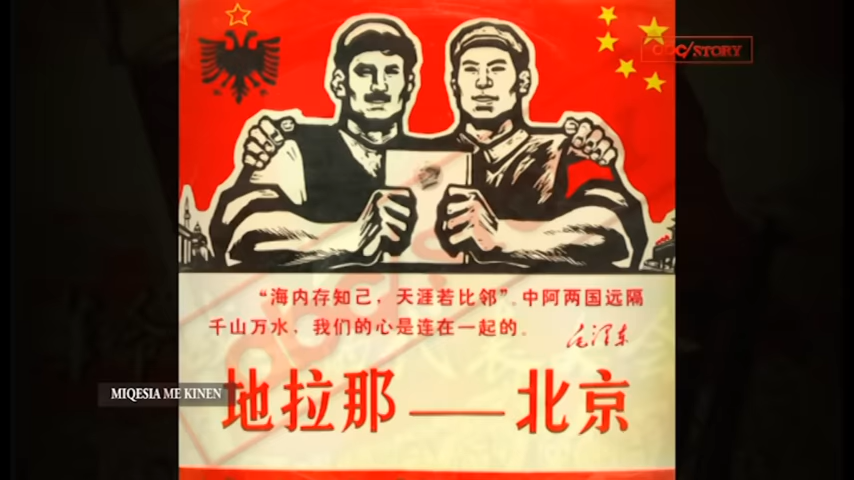 abc/STORY
“海内存知己，天涯若比邻”。中阿两国远隔
千山万水，我们的心是连在一起的。
毛泽东
MIQESIA ME KINEN
地拉那——北京